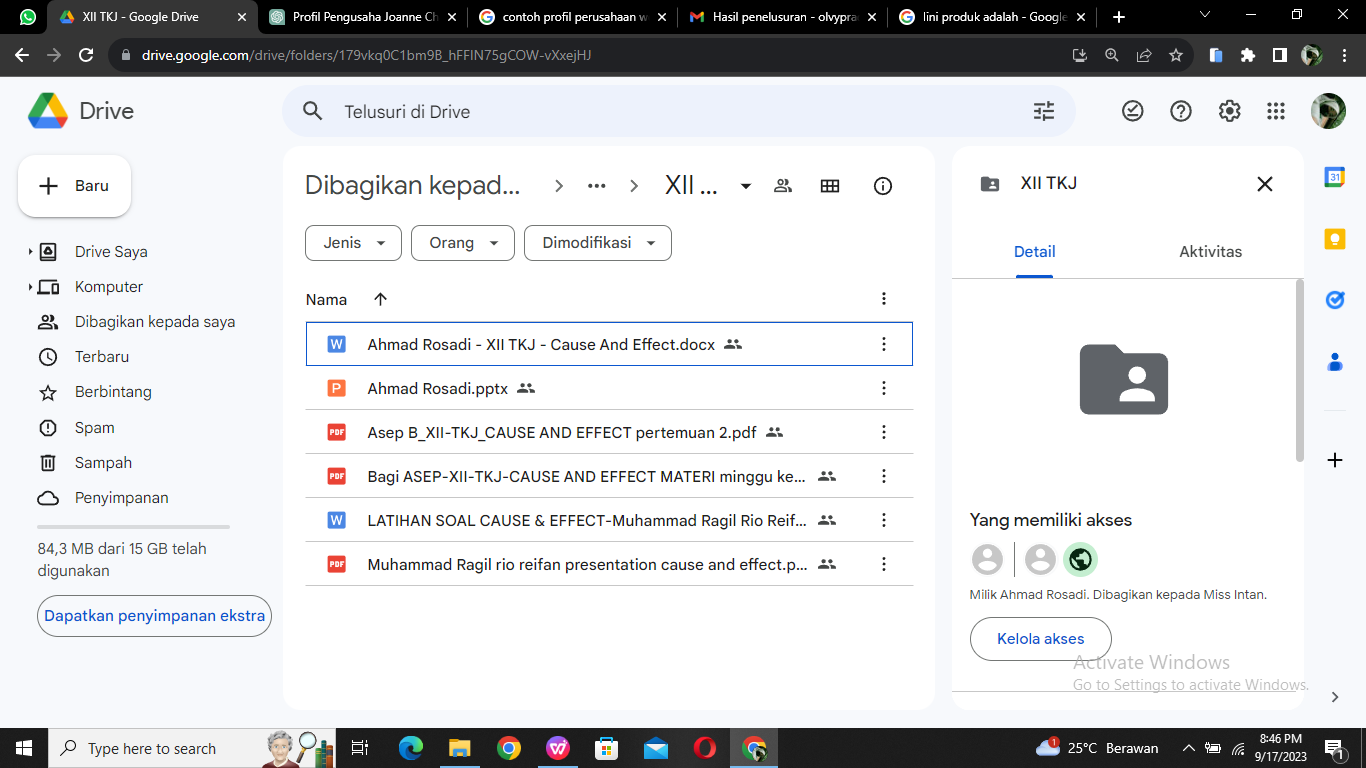 XII TKJ - Google Drive
Profil Pengusaha Joanne Ch
contoh profil perusahaan w
Hasil penelusuran - olvypra
lini produk adalah - Google
drive.google.com/drive/folders/179vkq0C1bm9B_hFFIN75gCOW-vXxejHJ
Drive
Telusuri di Drive
Baru
Drive Saya
Komputer
Dibagikan kepada saya
Terbaru
Berbintang
Spam
Sampah
Penyimpanan
84,3 MB dari 15 GB telah
digunakan
Dapatkan penyimpanan ekstra
Dibagikan kepad...
XII ...
Jenis
Orang
Dimodifikasi
Nama
W
Ahmad Rosadi - XII TKJ - Cause And Effect.docx
P
Ahmad Rosadi.pptx
PDF
Asep B_XII-TKJ_CAUSE AND EFFECT pertemuan 2.pdf
PDF
Bagi ASEP-XII-TKJ-CAUSE AND EFFECT MATERI minggu ke...
W
LATIHAN SOAL CAUSE & EFFECT-Muhammad Ragil Rio Reif...
PDF
Muhammad Ragil rio reifan presentation cause and effect.p...
XII TKJ
Detail
Aktivitas
Yang memiliki akses
Milik Ahmad Rosadi. Dibagikan kepada Miss Intan.
Kelola akses
Activate Windows
Go to Settings to activate Windows.
31
Type here to search
1
25°C Berawan
8:46 PM
9/17/2023
1